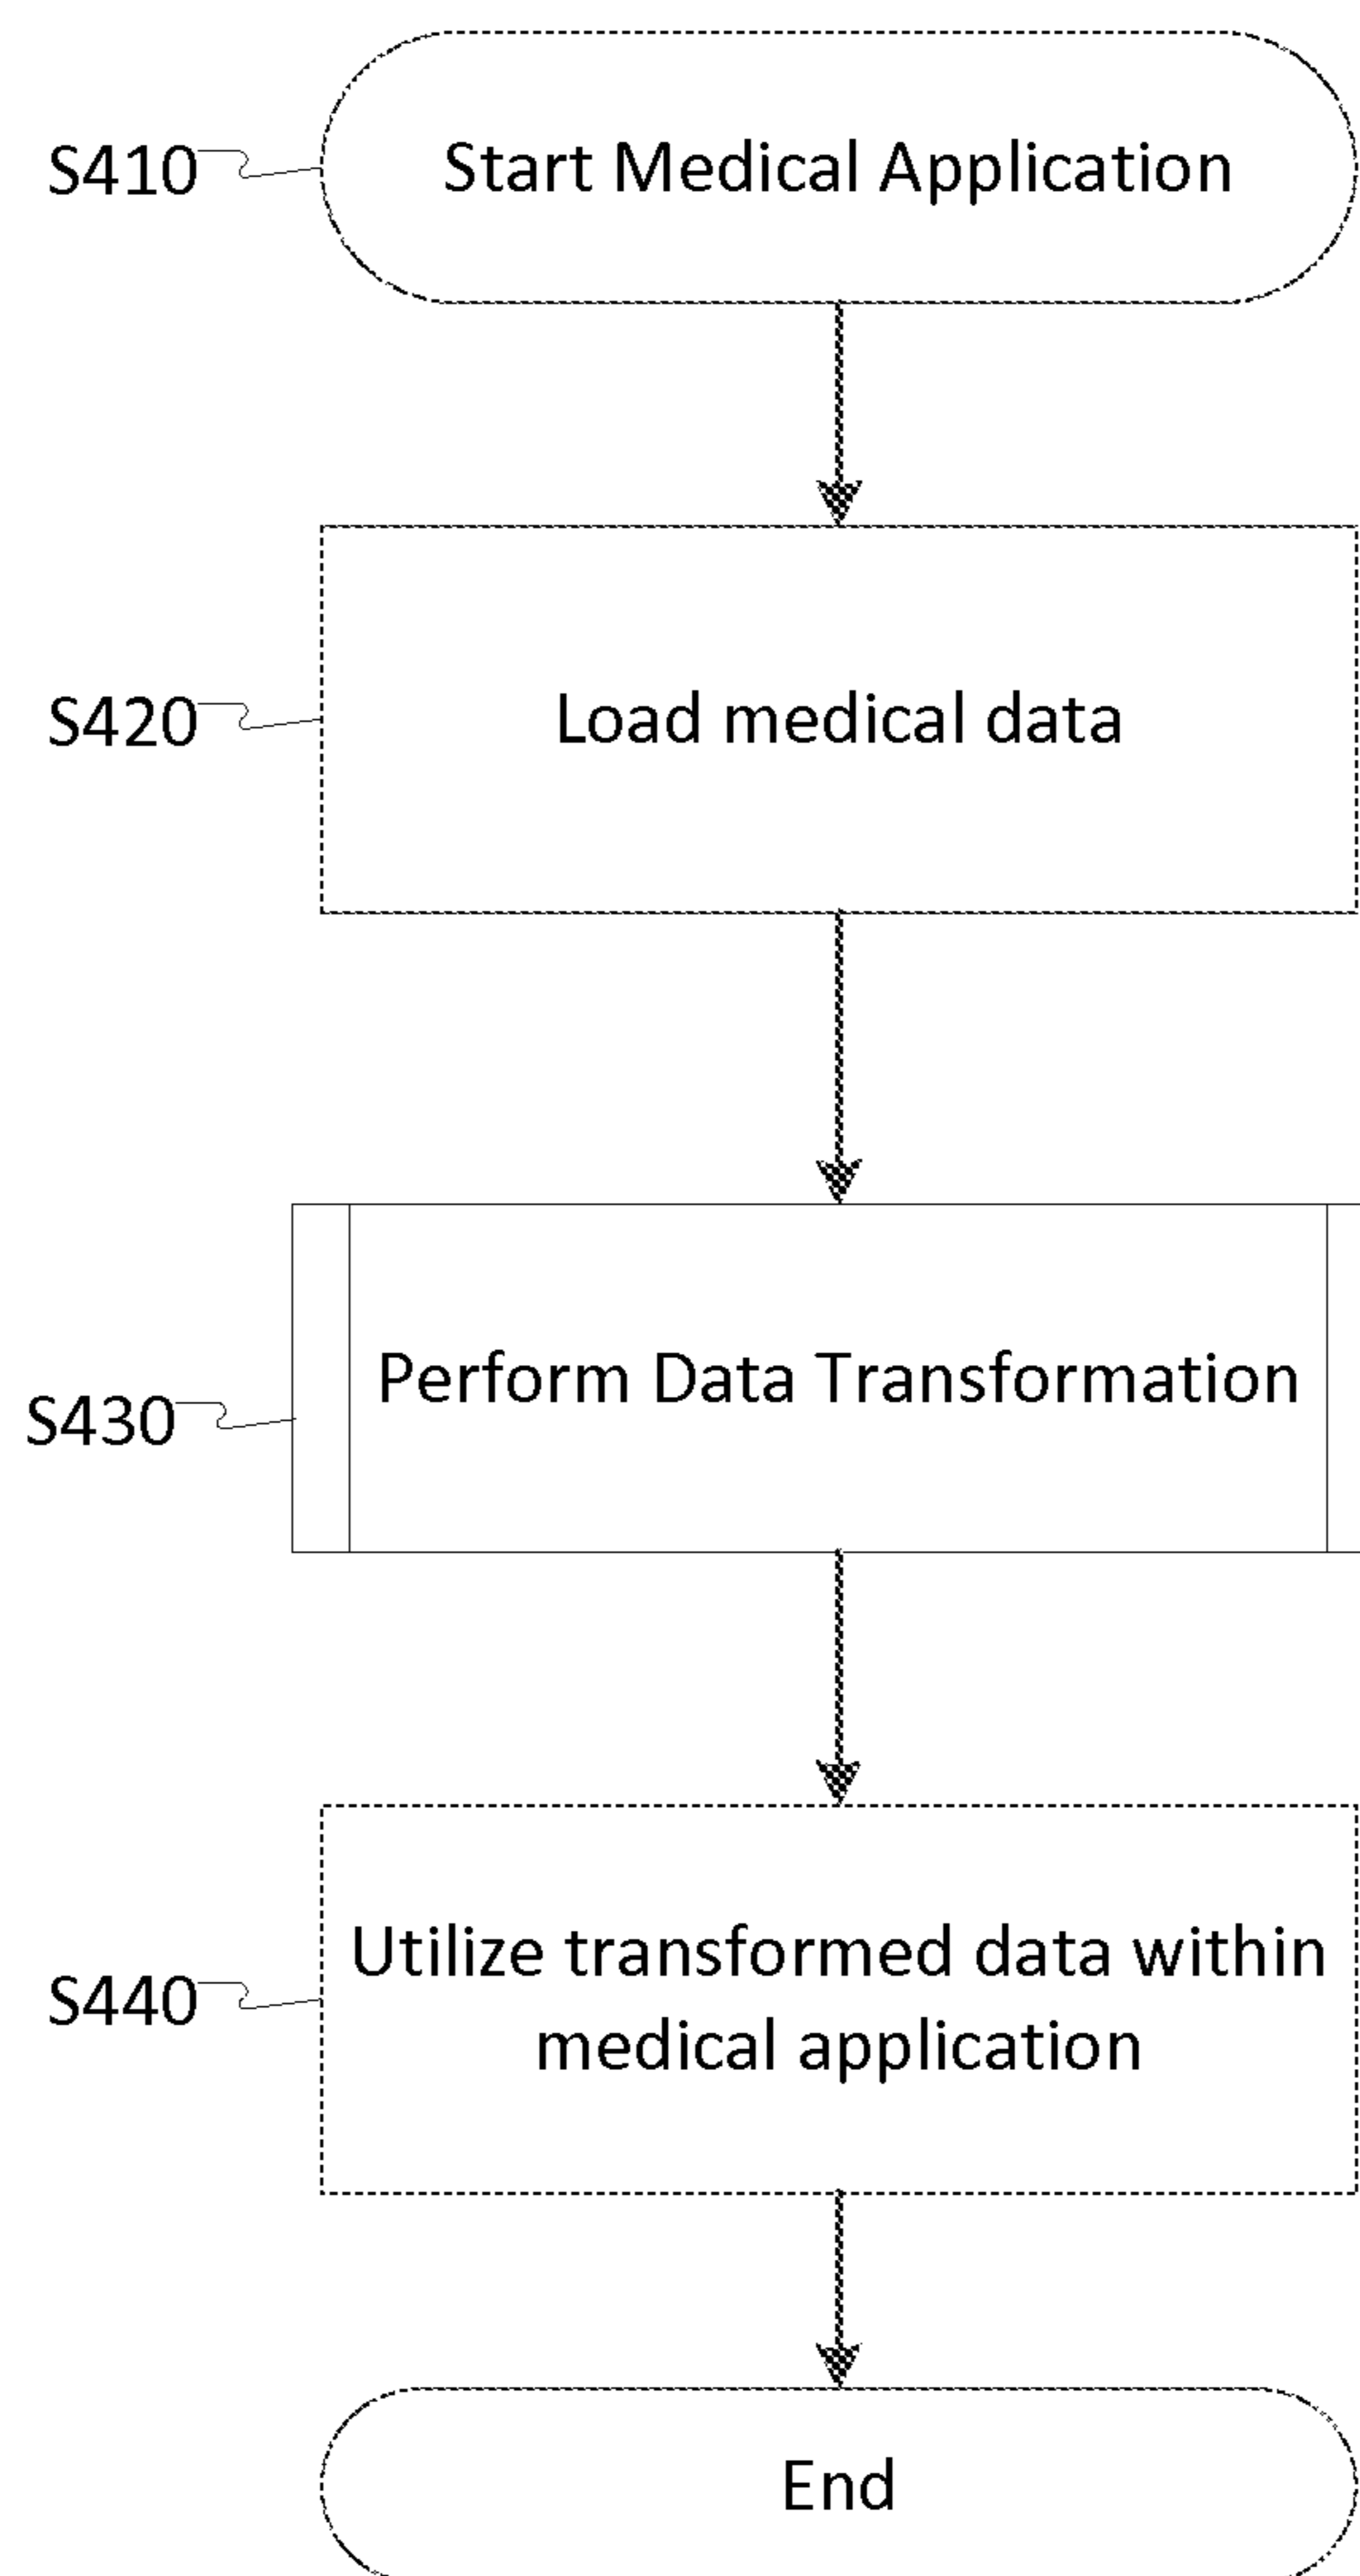 S410
Start Medical Application
S420
Load medical data
S430
Perform Data Transformation
S440
Utilize transformed data within
medical application
End